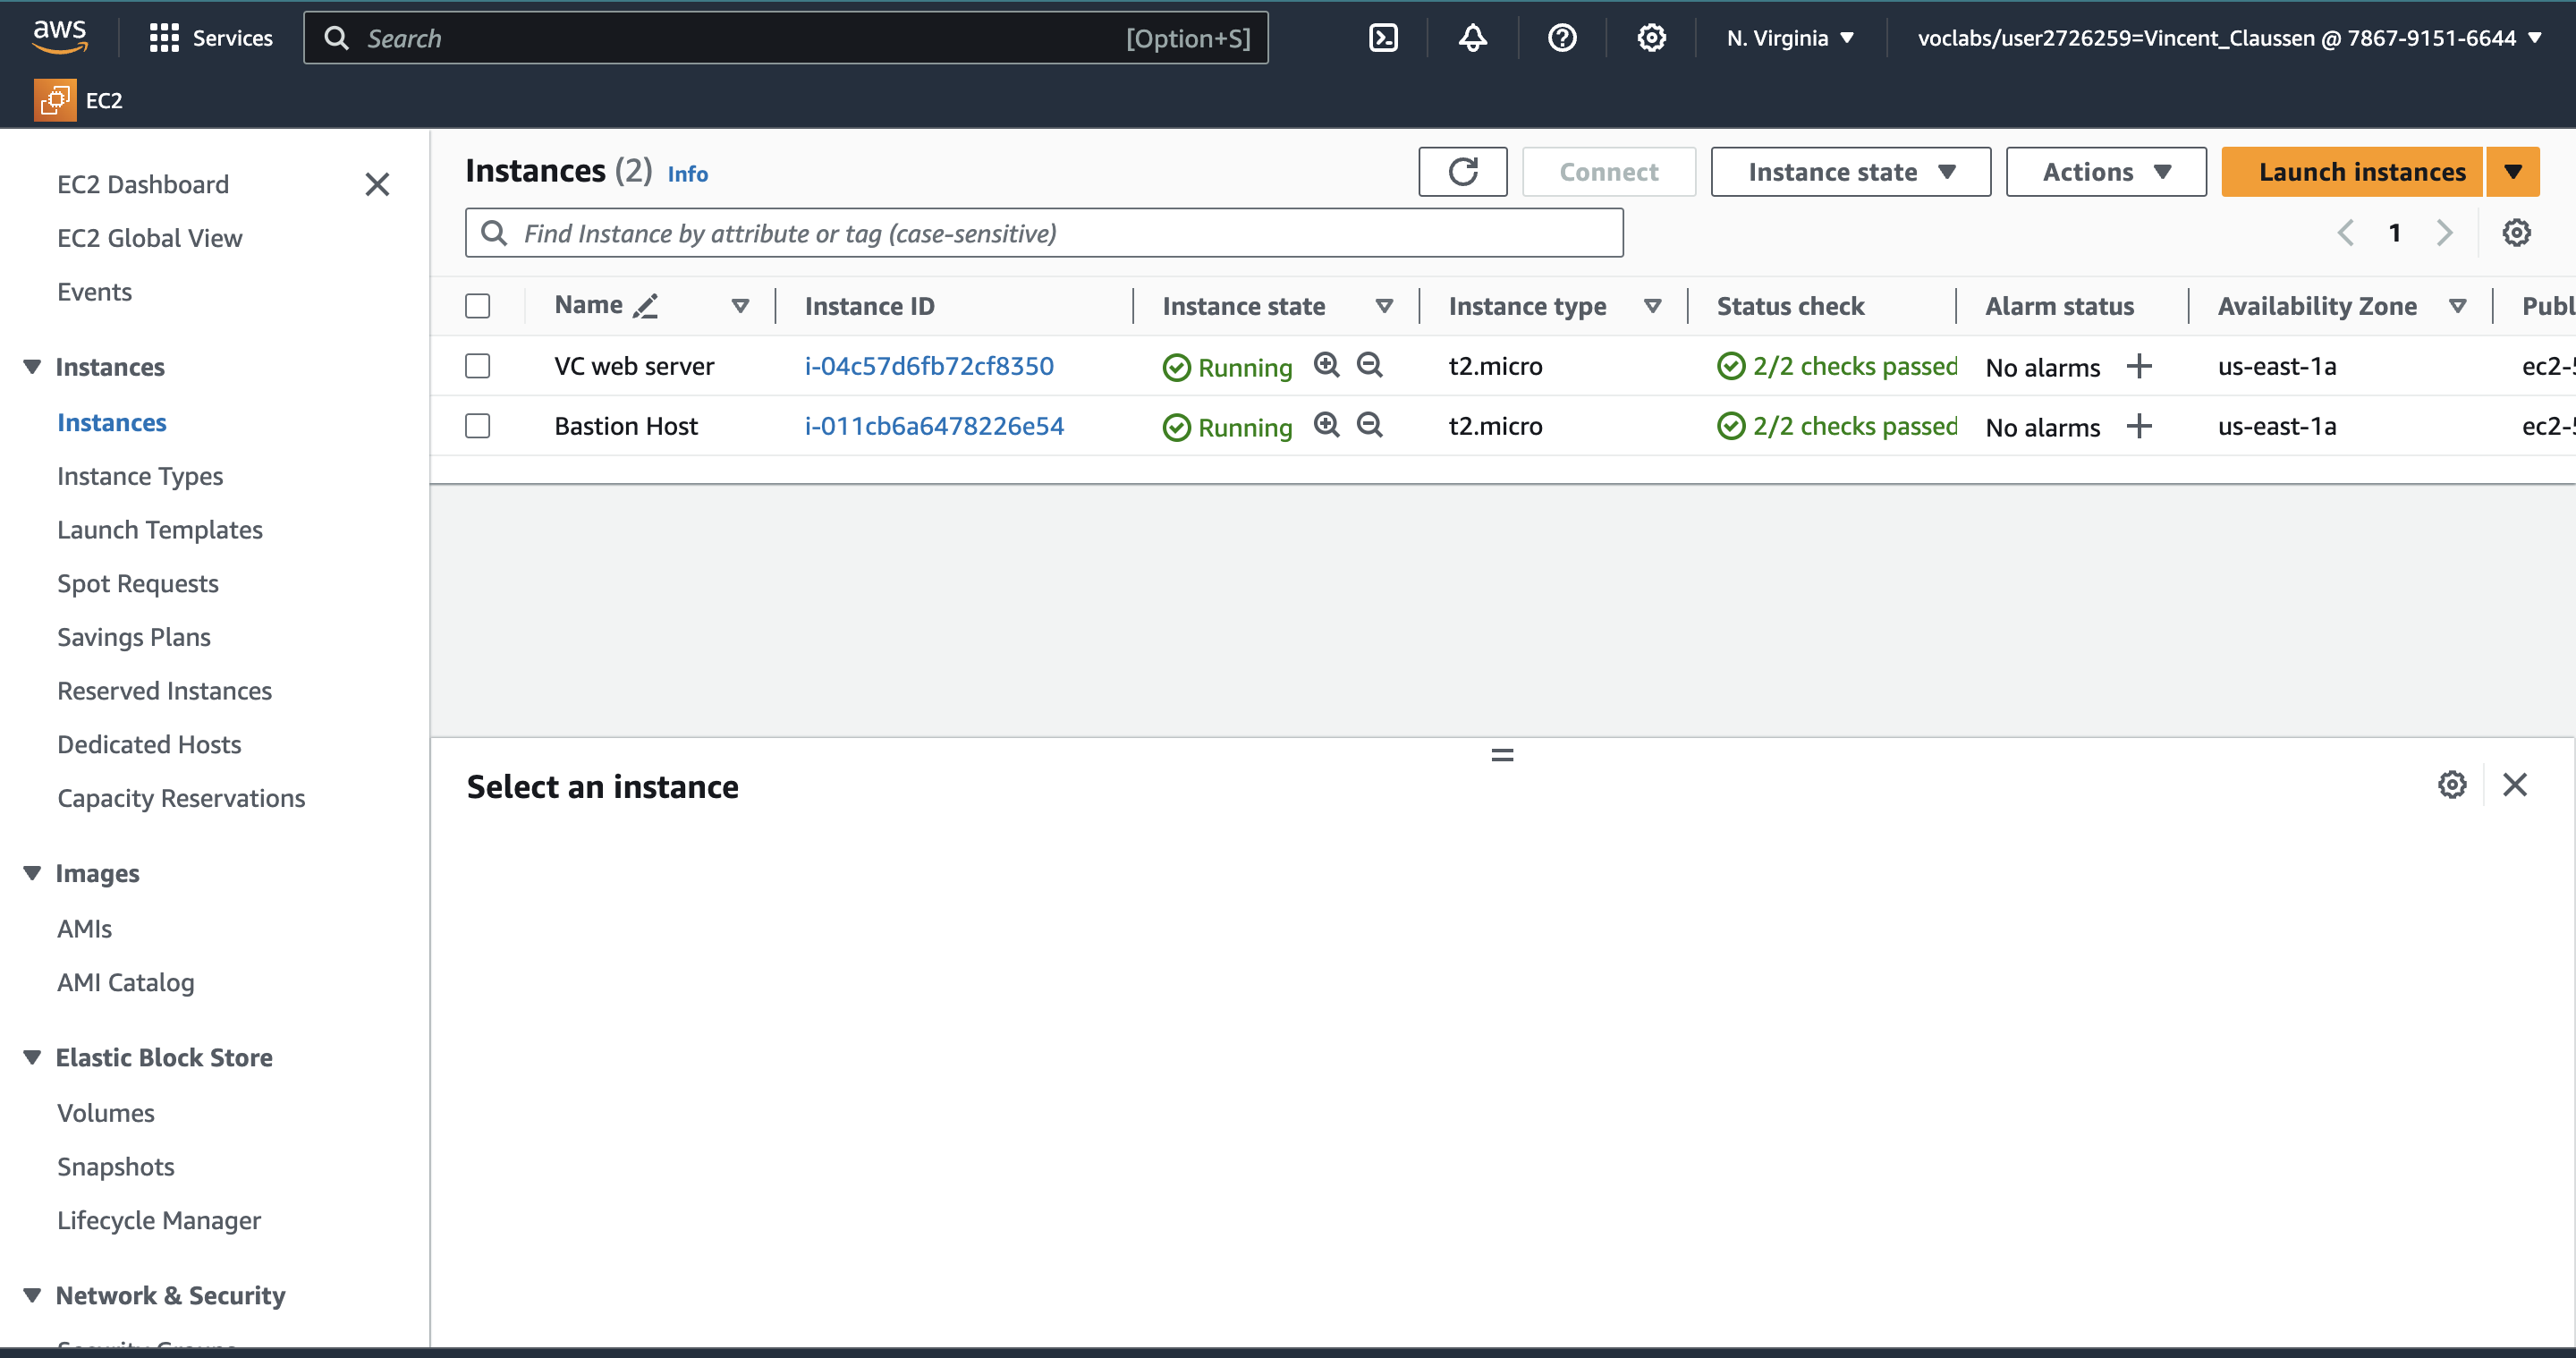 aws
Services
Search [Option+S]
N. Virginia
voclabs/user2726259=Vincent_Claussen @ 7867-9151-6644
EC2
EC2 Dashboard
EC2 Global View
Events
Instances
Instances
Instance Types
Launch Templates
Spot Requests
Savings Plans
Reserved Instances
Dedicated Hosts
Capacity Reservations
Images
AMIs
AMI Catalog
Elastic Block Store
Volumes
Snapshots
Lifecycle Manager
Network & Security
Security Groups
Instances (2) Info
Connect
Instance state
Actions
Launch instances
Find Instance by attribute or tag (case-sensitive)
1
Name Instance ID Instance state Instance type Status check Alarm status Availability Zone Publ
VC web server i-04c57d6fb72cf8350 Running t2.micro 2/2 checks passed No alarms us-east-1a ec2-5
Bastion Host i-011cb6a6478226e54 Running t2.micro 2/2 checks passed No alarms us-east-1a ec2-5
Select an instance